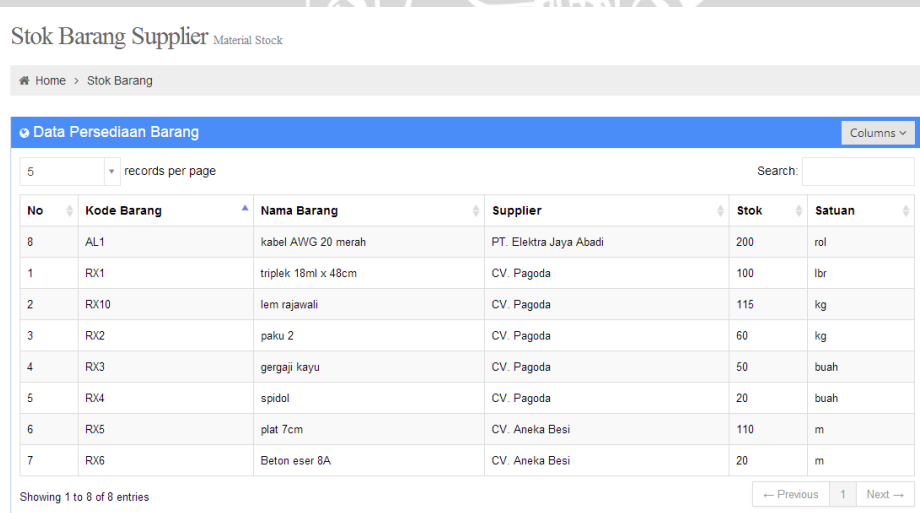 Stok Barang Supplier Material Stock
Home > Stok Barang
Data Persediaan Barang Columns
5 records per page Search:
No Kode Barang Nama Barang Supplier Stok Satuan
8 AL1 kabel AWG 20 merah PT. Elektra Jaya Abadi 200 rol
1 RX1 triplek 18ml x 48cm CV. Pagoda 100 lbr
2 RX10 lem rajawali CV. Pagoda 115 kg
3 RX2 paku 2 CV. Pagoda 60 kg
4 RX3 gergaji kayu CV. Pagoda 50 buah
5 RX4 spidol CV. Pagoda 20 buah
6 RX5 plat 7cm CV. Aneka Besi 110 m
7 RX6 Beton eser 8A CV. Aneka Besi 20 m
Showing 1 to 8 of 8 entries ← Previous 1 Next →